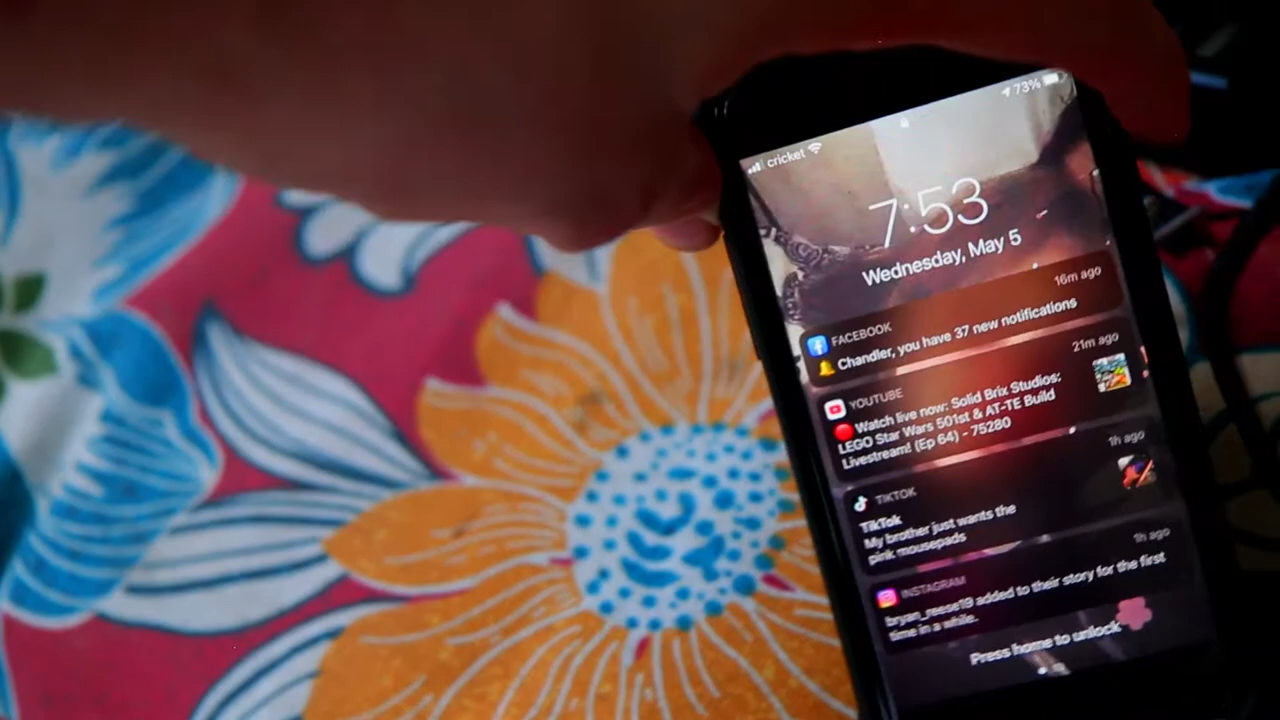 cricket 73%
7:53
Wednesday, May 5
FACEBOOK 16m ago
Chandler, you have 37 new notifications
YOUTUBE 21m ago
Watch live now: Solid Brix Studios:
LEGO Star Wars 501st & AT-TE Build
Livestream! (Ep 64) - 75280
TIKTOK 1h ago
TikTok
My brother just wants the
pink mousepads
INSTAGRAM 1h ago
bryan_reese19 added to their story for the first
time in a while.
Press home to unlock